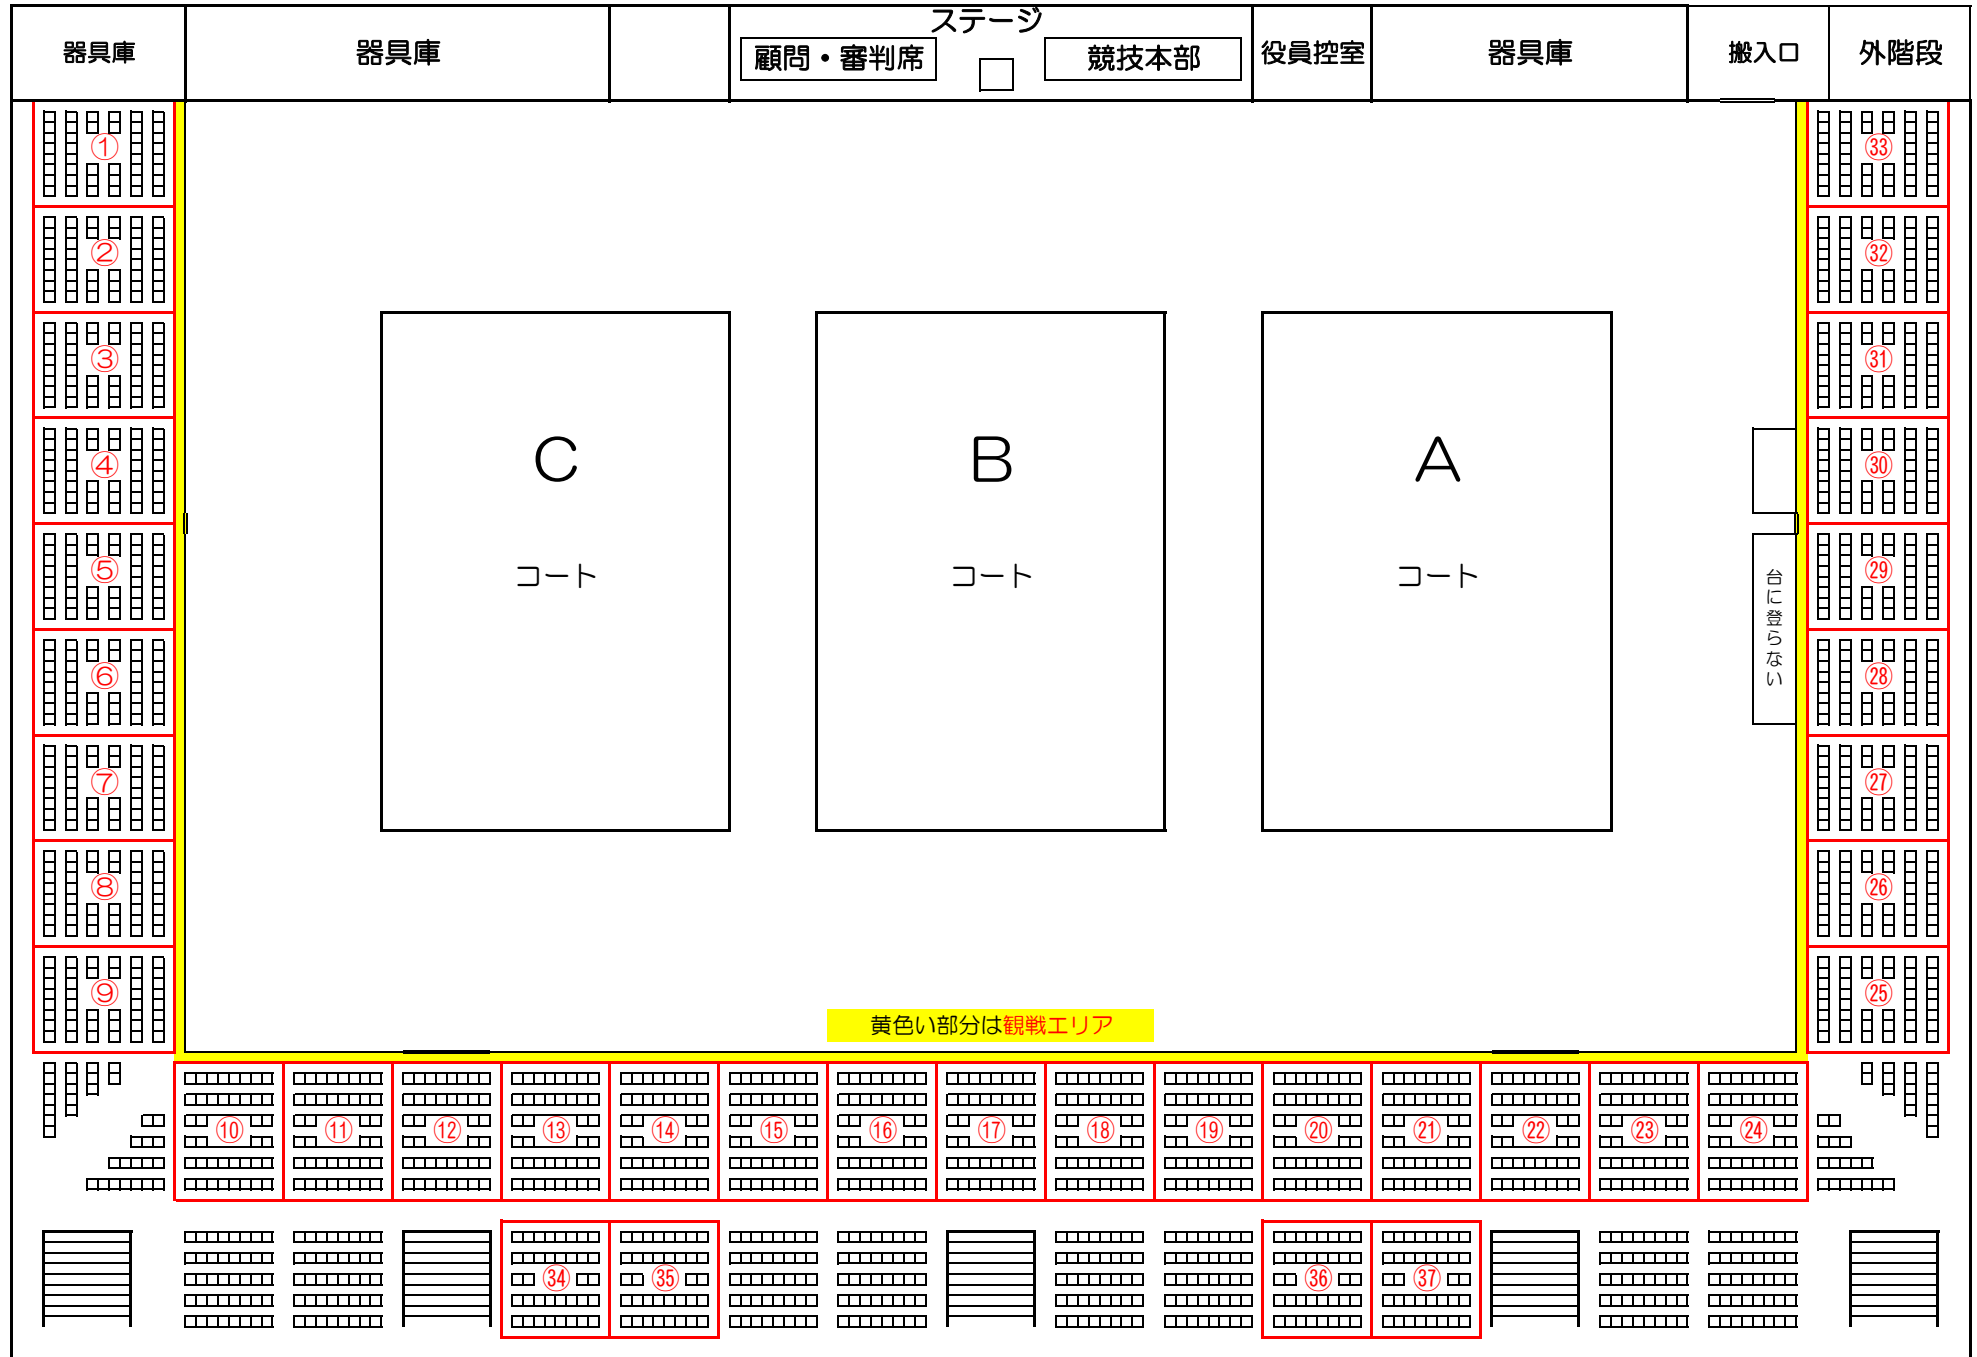 ステージ
器具庫
器具庫
顧問・審判席
競技本部
役員控室
器具庫
搬入口
外階段
①
②
③
④
⑤
⑥
⑦
⑧
⑨
C
コート
B
コート
A
コート
台に登らない
㉝
㉜
㉛
㉚
㉙
㉘
㉗
㉖
㉕
黄色い部分は観戦エリア
⑩ ⑪ ⑫ ⑬ ⑭ ⑮ ⑯ ⑰ ⑱ ⑲ ⑳ ㉑ ㉒ ㉓ ㉔
㉞ ㉟ ㊱ ㊲